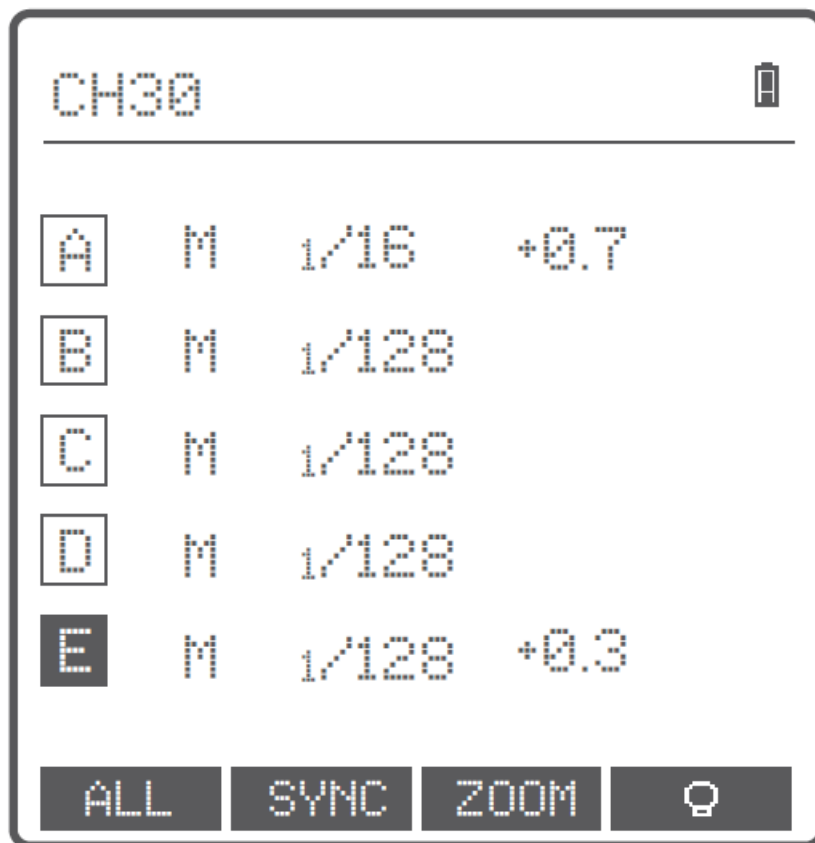 CH30
A M 1/16 +0.7
B M 1/128
C M 1/128
D M 1/128
E M 1/128 +0.3
ALL SYNC ZOOM